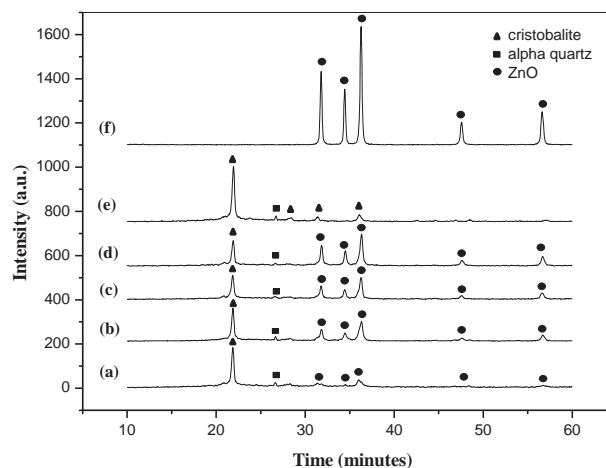 1600
1400
1200
1100
800
600
400
200
0
Intensity (a.u.)
cristobalite
alpha quartz
ZnO
(f)
(e)
(d)
(c)
(b)
(a)
10 20 30 40 50 60
Time (minutes)